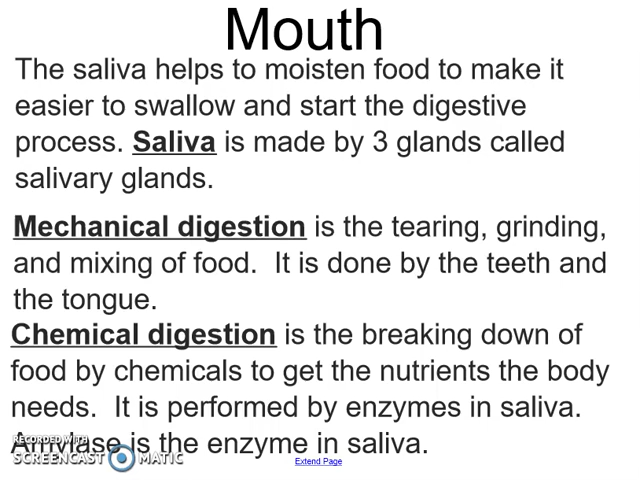 Mouth
The saliva helps to moisten food to make it
easier to swallow and start the digestive
process. Saliva is made by 3 glands called
salivary glands.
Mechanical digestion is the tearing, grinding,
and mixing of food.  It is done by the teeth and
the tongue.
Chemical digestion is the breaking down of
food by chemicals to get the nutrients the body
needs.  It is performed by enzymes in saliva.
Amylase is the enzyme in saliva.
RECORDED WITH
SCREENCAST MATIC
Extend Page